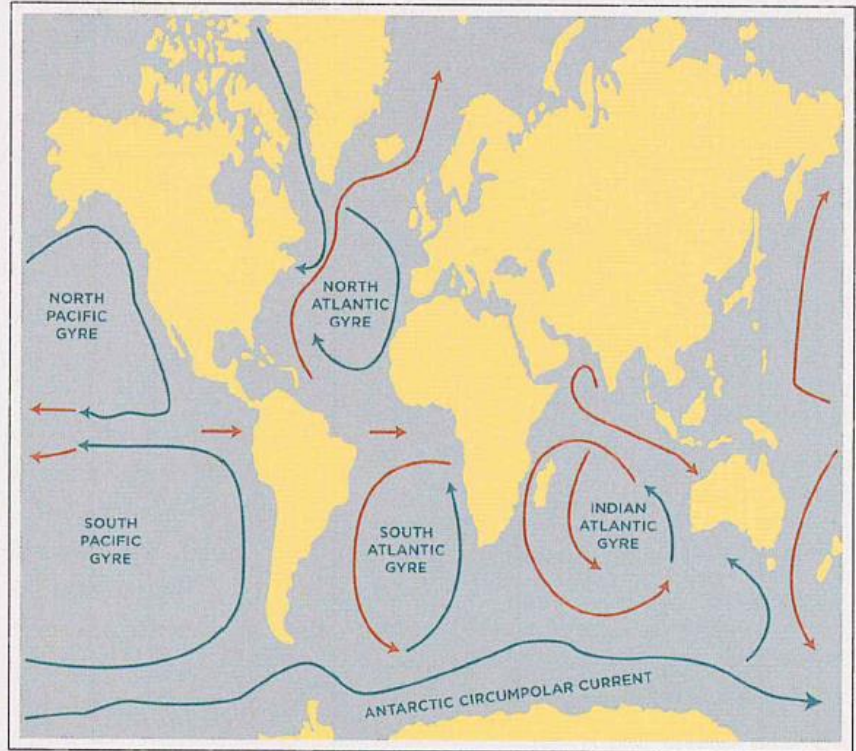 NORTH
PACIFIC
GYRE
NORTH
ATLANTIC
GYRE
SOUTH
PACIFIC
GYRE
SOUTH
ATLANTIC
GYRE
INDIAN
ATLANTIC
GYRE
ANTARCTIC CIRCUMPOLAR CURRENT